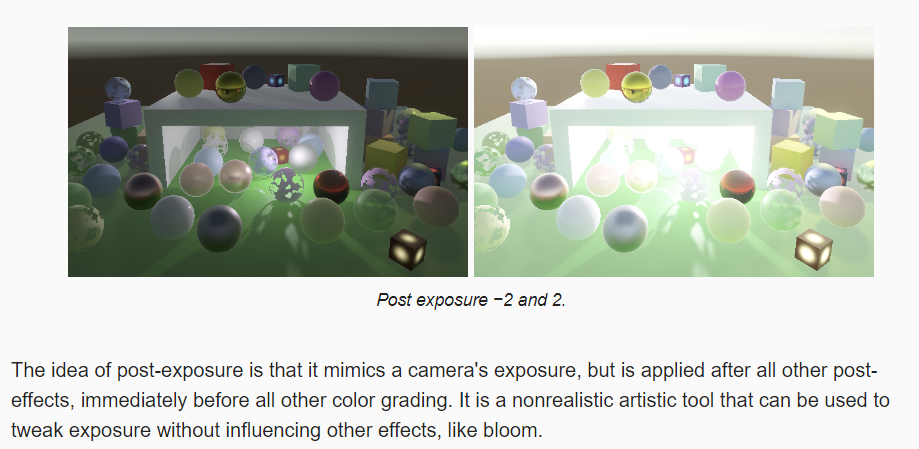 Post exposure −2 and 2.
The idea of post-exposure is that it mimics a camera's exposure, but is applied after all other post-
effects, immediately before all other color grading. It is a nonrealistic artistic tool that can be used to
tweak exposure without influencing other effects, like bloom.